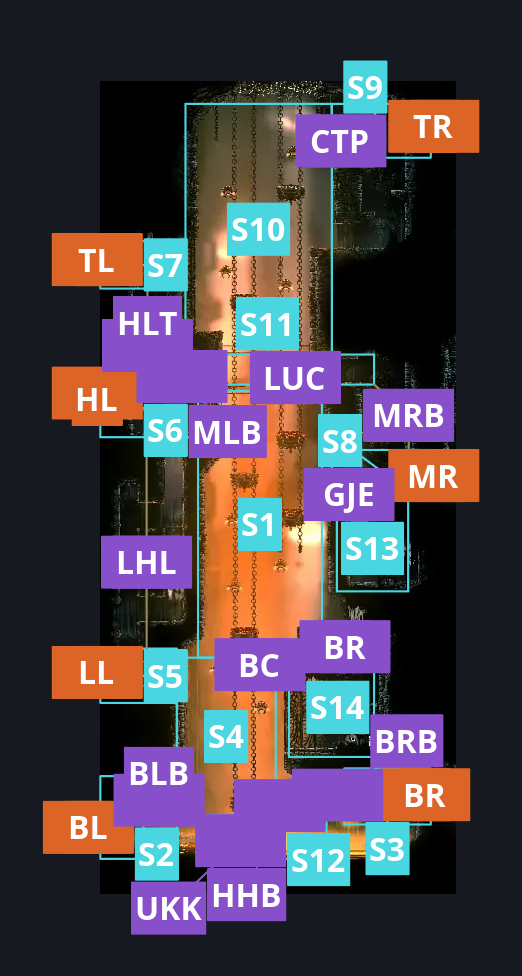 S9
TR
CTP
S10
TL
S7
HLT
S11
LUC
HL
MRB
S6
MLB
S8
MR
GJE
S1
S13
LHL
BR
BC
LL
S5
S14
S4
BRB
BLB
BR
BL
S2
S3
S12
HHB
UKK